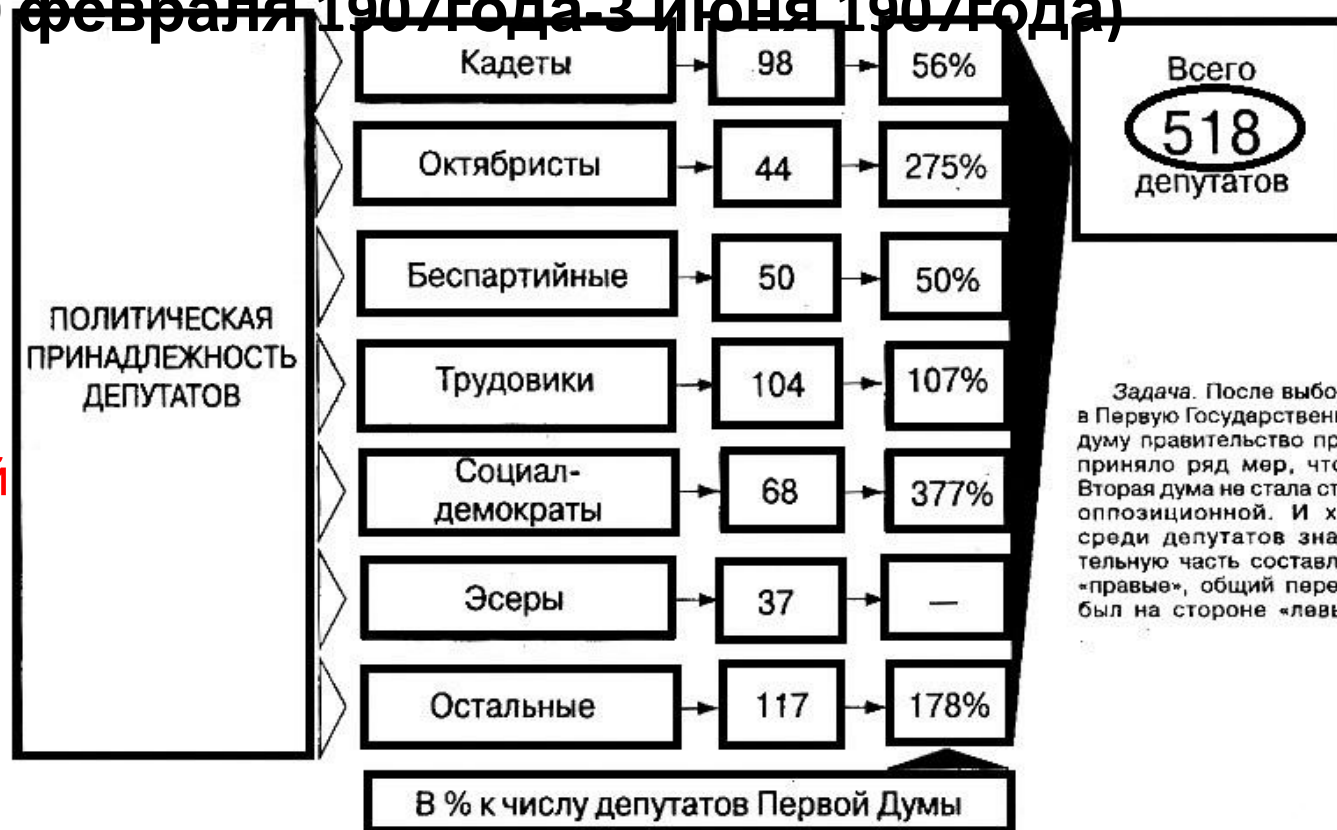 февраля 1907года-3 июня 1907года)
ПОЛИТИЧЕСКАЯ
ПРИНАДЛЕЖНОСТЬ
ДЕПУТАТОВ
Кадеты 98 56%
Октябристы 44 275%
Беспартийные 50 50%
Трудовики 104 107%
Социал-
демократы 68 377%
Эсеры 37 —
Остальные 117 178%
В % к числу депутатов Первой Думы
Всего
518
депутатов
Задача. После выбо
в Первую Государствен
думу правительство пр
приняло ряд мер, что
Вторая дума не стала ст
оппозиционной. И х
среди депутатов зна
тельную часть составл
«правые», общий пере
был на стороне «левы
й